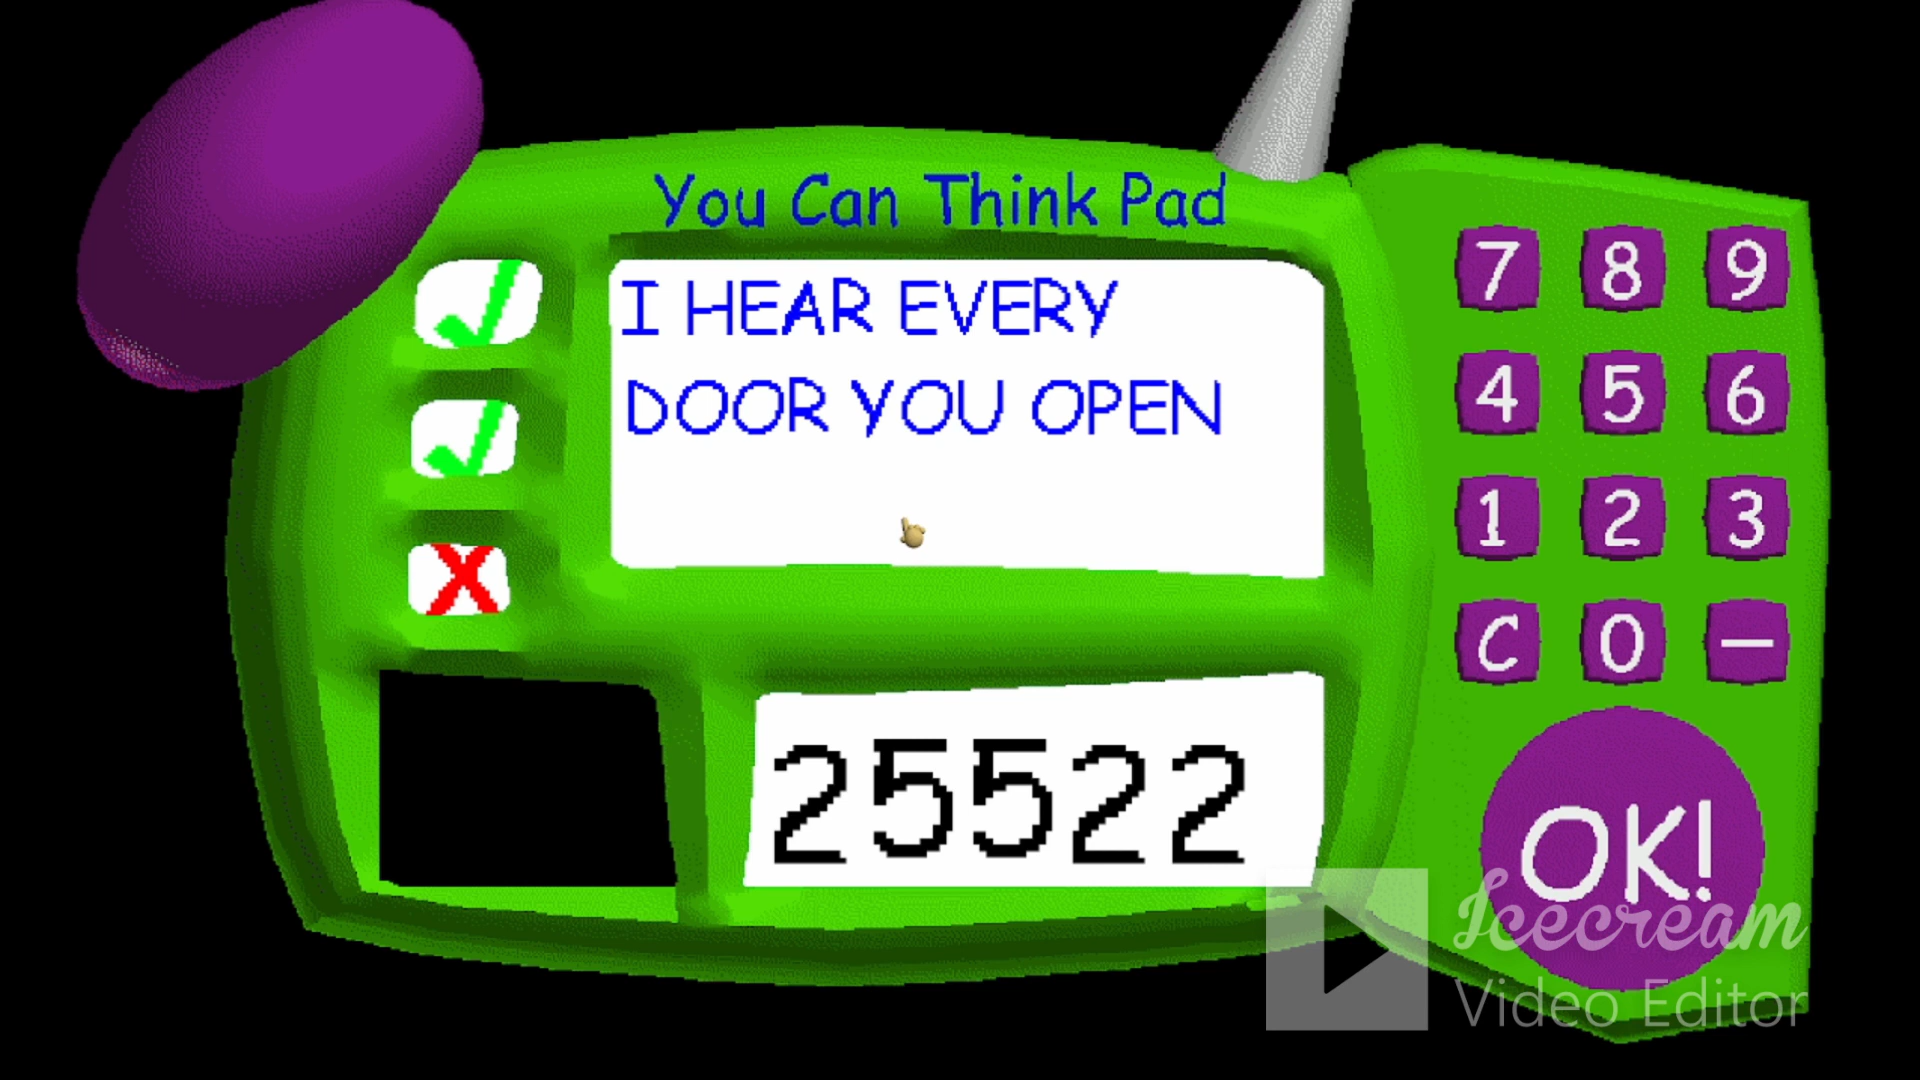 You Can Think Pad
I HEAR EVERY
DOOR YOU OPEN
7 8 9
4 5 6
1 2 3
C 0 —
25522
OK!
Icecream
Video Editor